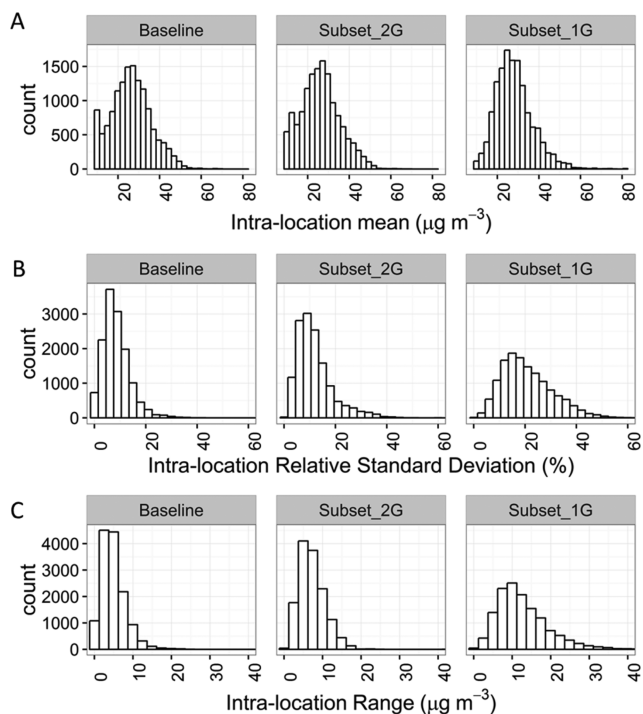 A
Baseline Subset_2G Subset_1G
count
1500
1000
500
0
20 40 60 80 20 40 60 80 20 40 60 80
Intra-location mean (μg m⁻³)
B
Baseline Subset_2G Subset_1G
count
3000
2000
1000
0
0 20 40 60 0 20 40 60 0 20 40 60
Intra-location Relative Standard Deviation (%)
C
Baseline Subset_2G Subset_1G
count
4000
3000
2000
1000
0
0 10 20 30 40 0 10 20 30 40 0 10 20 30 40
Intra-location Range (μg m⁻³)